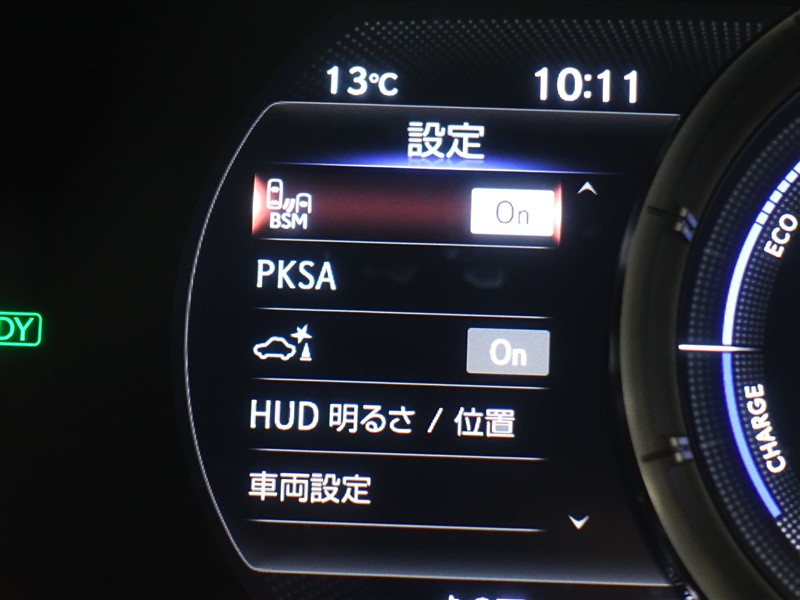 13℃ 10:11
設定
BSM On
PKSA
On
HUD 明るさ / 位置
車両設定
ECO
CHARGE
DY